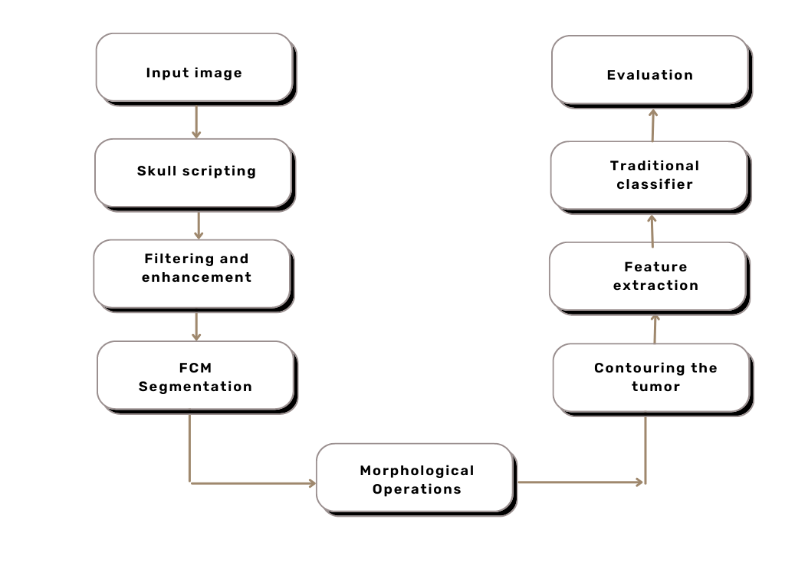 Input image
Skull scripting
Filtering and
enhancement
FCM
Segmentation
Morphological
Operations
Contouring the
tumor
Feature
extraction
Traditional
classifier
Evaluation